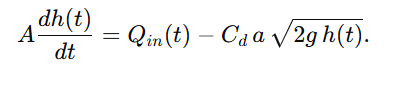 A dh(t)/dt = Q_in(t) − C_d a √(2g h(t)).